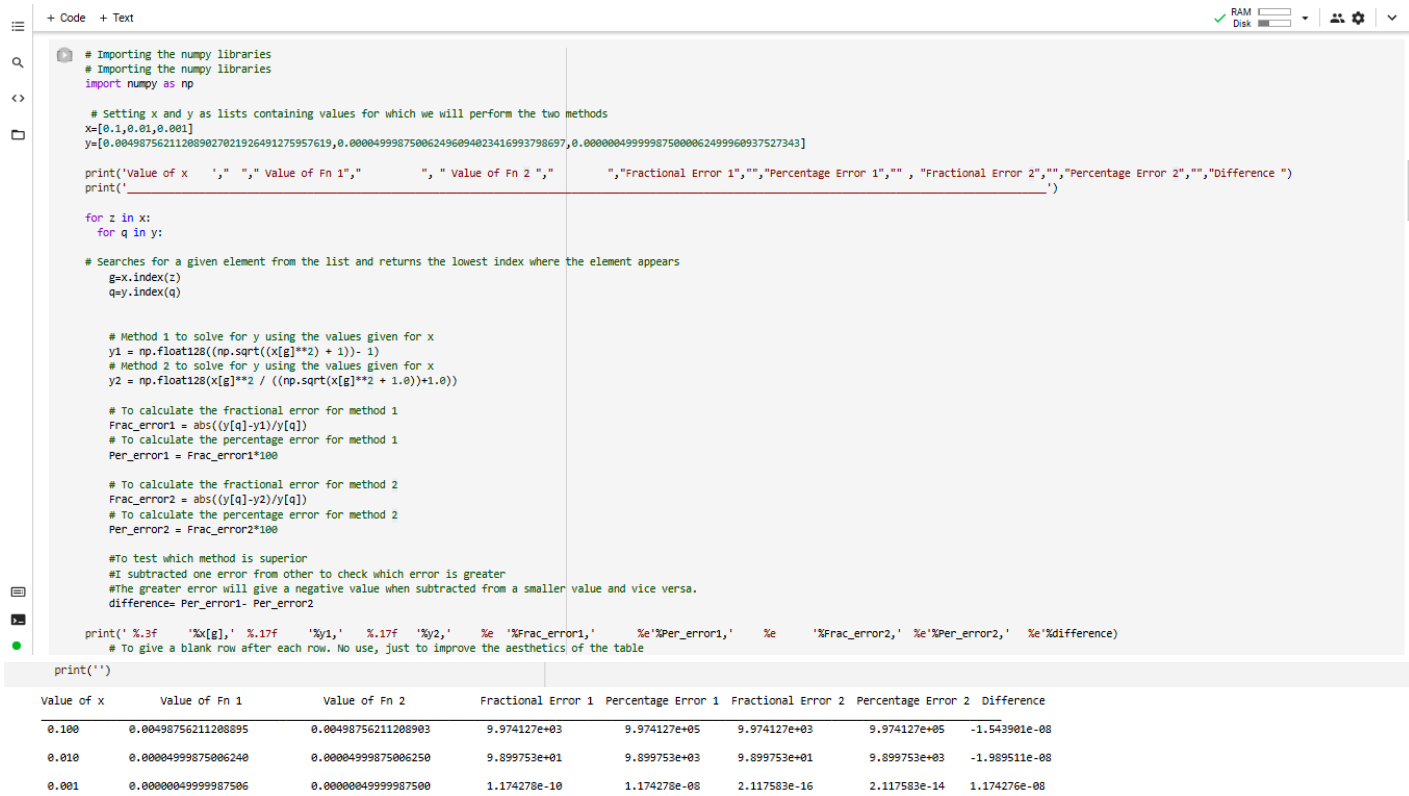 + Code + Text
RAM
Disk
# Importing the numpy libraries
# Importing the numpy libraries
import numpy as np
# Setting x and y as lists containing values for which we will perform the two methods
x=[0.1,0.01,0.001]
y=[0.004987562112089027021926491275957619,0.000049998750062496094023416993798697,0.00000049999987500006249996093752​7343]
print('Value of x    ',"  "," Value of Fn 1","          ", " Value of Fn 2 ","         ","Fractional Error 1","","Percentage Error 1","" , "Fractional Error 2","","Percentage Error 2","","Difference ")
print('______________________________________________________________________________________________________________________________________________________')
for z in x:
  for q in y:
# Searches for a given element from the list and returns the lowest index where the element appears
    g=x.index(z)
    q=y.index(q)
    # Method 1 to solve for y using the values given for x
    y1 = np.float128((np.sqrt((x[g]**2) + 1))- 1)
    # Method 2 to solve for y using the values given for x
    y2 = np.float128(x[g]**2 / ((np.sqrt(x[g]**2 + 1.0))+1.0))
    # To calculate the fractional error for method 1
    Frac_error1 = abs((y[q]-y1)/y[q])
    # To calculate the percentage error for method 1
    Per_error1 = Frac_error1*100
    # To calculate the fractional error for method 2
    Frac_error2 = abs((y[q]-y2)/y[q])
    # To calculate the percentage error for method 2
    Per_error2 = Frac_error2*100
    #To test which method is superior
    #I subtracted one error from other to check which error is greater
    #The greater error will give a negative value when subtracted from a smaller value and vice versa.
    difference= Per_error1- Per_error2
print(' %.3f     '%x[g],' %.17f     '%y1,'    %.17f  '%y2,'     %e  '%Frac_error1,'       %e'%Per_error1,'     %e      '%Frac_error2,' %e'%Per_error2,'   %e'%difference)
    # To give a blank row after each row. No use, just to improve the aesthetics of the table
print('')
Value of x Value of Fn 1 Value of Fn 2 Fractional Error 1 Percentage Error 1 Fractional Error 2 Percentage Error 2 Difference
0.100 0.00498756211208895 0.00498756211208903 9.974127e+03 9.974127e+05 9.974127e+03 9.974127e+05 -1.543901e-08
0.010 0.00004999875006240 0.00004999875006250 9.899753e+01 9.899753e+03 9.899753e+01 9.899753e+03 -1.989511e-08
0.001 0.00000049999987506 0.00000049999987500 1.174278e-10 1.174278e-08 2.117583e-16 2.117583e-14 1.174276e-08